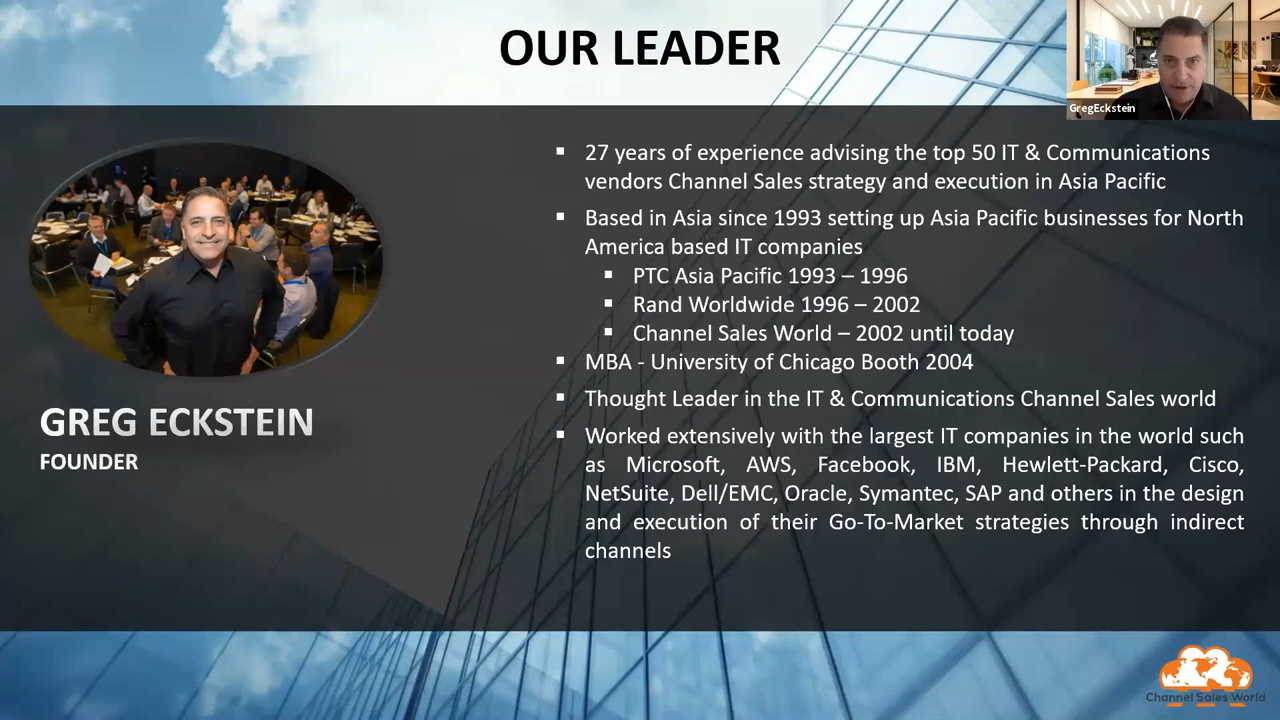 OUR LEADER
GregEckstein
▪ 27 years of experience advising the top 50 IT & Communications
vendors Channel Sales strategy and execution in Asia Pacific
▪ Based in Asia since 1993 setting up Asia Pacific businesses for North
America based IT companies
▪ PTC Asia Pacific 1993 – 1996
▪ Rand Worldwide 1996 – 2002
▪ Channel Sales World – 2002 until today
▪ MBA - University of Chicago Booth 2004
▪ Thought Leader in the IT & Communications Channel Sales world
▪ Worked extensively with the largest IT companies in the world such
as Microsoft, AWS, Facebook, IBM, Hewlett-Packard, Cisco,
NetSuite, Dell/EMC, Oracle, Symantec, SAP and others in the design
and execution of their Go-To-Market strategies through indirect
channels
GREG ECKSTEIN
FOUNDER
Channel Sales World